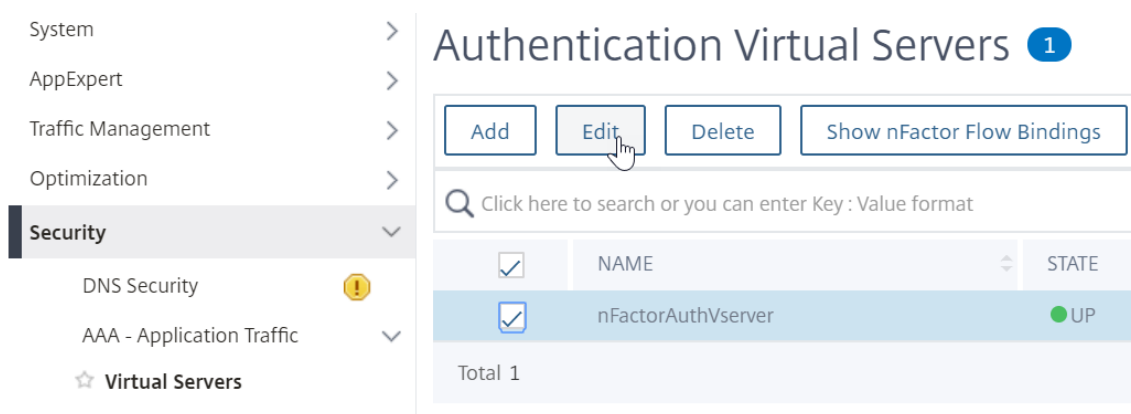 System
AppExpert
Traffic Management
Optimization
Security
DNS Security
AAA - Application Traffic
Virtual Servers
Authentication Virtual Servers 1
Add Edit Delete Show nFactor Flow Bindings
Click here to search or you can enter Key : Value format
NAME STATE
nFactorAuthVserver UP
Total 1